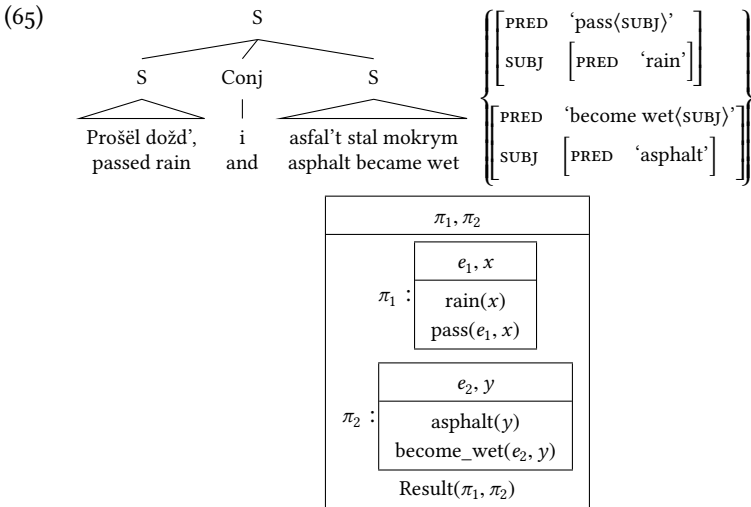 (65)
S
S Conj S
Prošël dožd’, i asfal’t stal mokrym
passed rain and asphalt became wet
PRED ‘pass⟨SUBJ⟩’
SUBJ [PRED ‘rain’]
PRED ‘become wet⟨SUBJ⟩’
SUBJ [PRED ‘asphalt’]
π₁, π₂
e₁, x
π₁ :
rain(x)
pass(e₁, x)
e₂, y
π₂ :
asphalt(y)
become_wet(e₂, y)
Result(π₁, π₂)